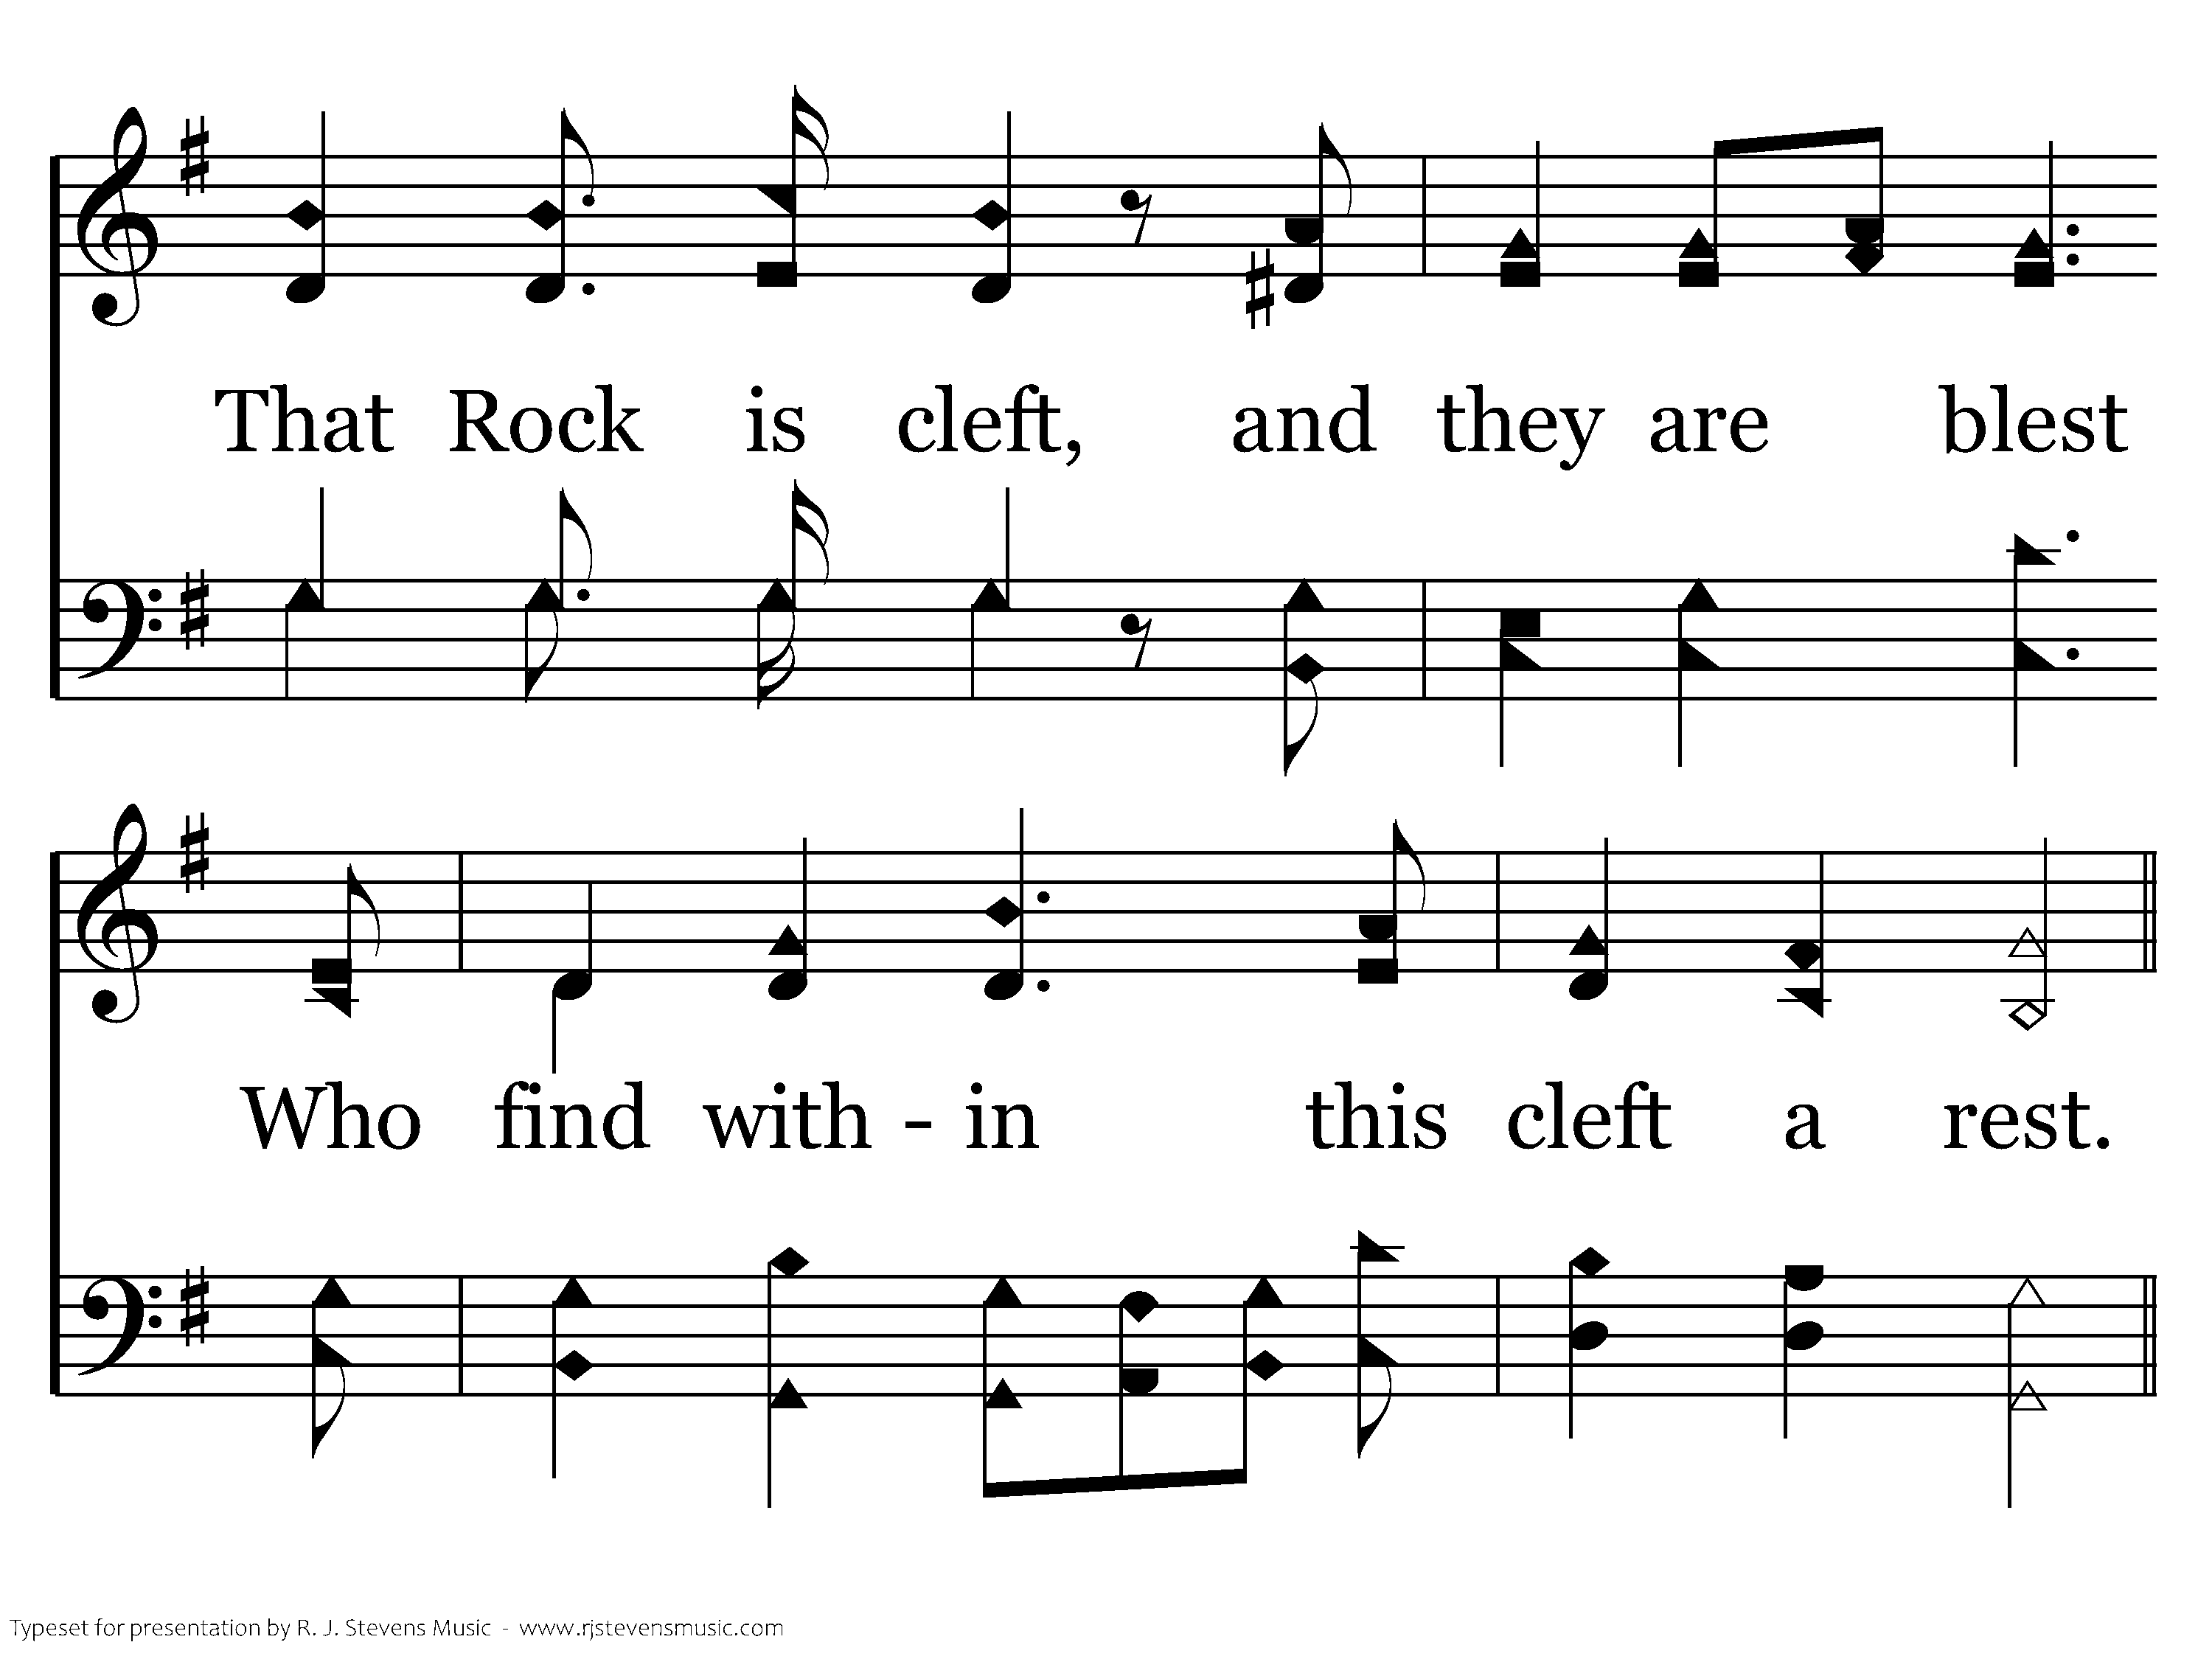 That Rock is cleft, and they are blest
Who find with - in this cleft a rest.
Typeset for presentation by R. J. Stevens Music - www.rjstevensmusic.com